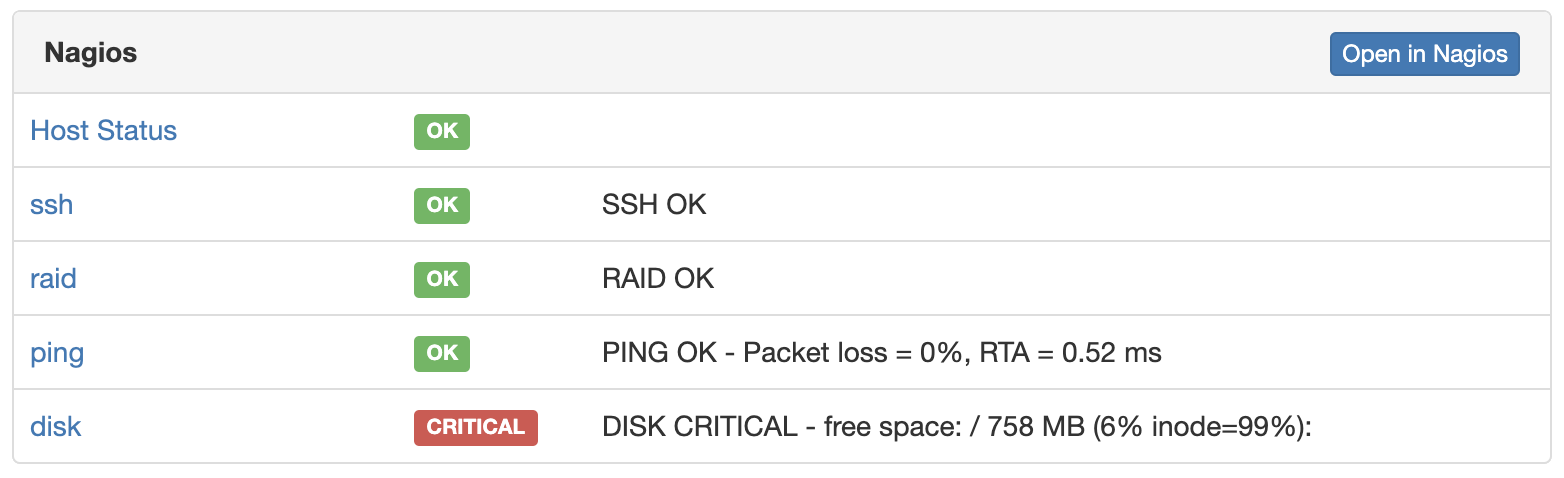 Nagios Open in Nagios
Host Status OK
ssh OK SSH OK
raid OK RAID OK
ping OK PING OK - Packet loss = 0%, RTA = 0.52 ms
disk CRITICAL DISK CRITICAL - free space: / 758 MB (6% inode=99%):